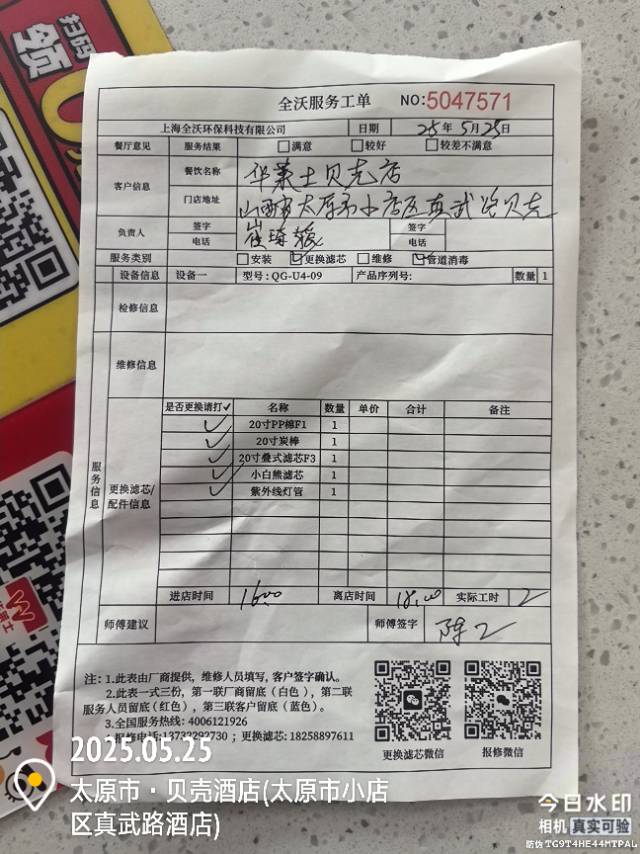 扫码
领
全沃服务工单 NO:5047571
上海全沃环保科技有限公司 日期 25年5月25日
餐厅意见 服务结果 □满意 □较好 □较差不满意
客户信息 餐饮名称 华莱士贝壳店
门店地址 山西省太原市小店区真武路贝壳
负责人 签字 崔 签字
电话 电话
服务类别 □安装 ☑更换滤芯 □维修 ☑管道消毒
设备信息 设备一 型号:QG-U4-09 产品序列号: 数量 1
服务信息
检修信息
维修信息
更换滤芯/配件信息
是否更换请打✓ 名称 数量 单价 合计 备注
✓ 20寸PP棉F1 1
✓ 20寸炭棒 1
✓ 20寸叠式滤芯F3 1
✓ 小白熊滤芯 1
✓ 紫外线灯管 1
进店时间 16:00 离店时间 18:00 实际工时 2
师傅建议 师傅签字 陈
注: 1.此表由厂商提供，维修人员填写，客户签字确认。
2.此表一式三份，第一联厂商留底（白色），第二联
服务人员留底(红色)，第三联客户留底（蓝色）。
3.全国服务热线: 4006121926
4.报修电话:13732292730；更换滤芯: 18258897611
更换滤芯微信 报修微信
2025.05.25
太原市·贝壳酒店(太原市小店
区真武路酒店)
今日水印
相机 真实可验
防伪 TG9T4HE44MTPAL